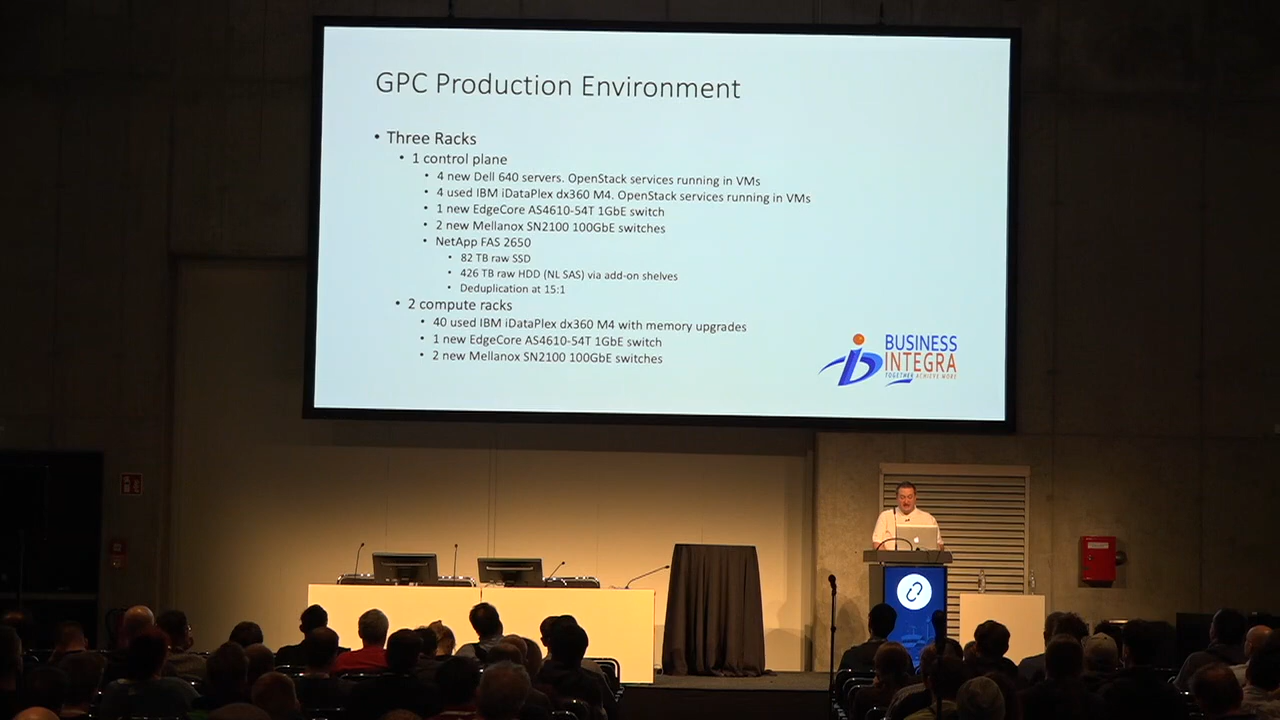 GPC Production Environment
• Three Racks
• 1 control plane
• 4 new Dell 640 servers. OpenStack services running in VMs
• 4 used IBM iDataPlex dx360 M4. OpenStack services running in VMs
• 1 new EdgeCore AS4610-54T 1GbE switch
• 2 new Mellanox SN2100 100GbE switches
• NetApp FAS 2650
• 82 TB raw SSD
• 426 TB raw HDD (NL SAS) via add-on shelves
• Deduplication at 15:1
• 2 compute racks
• 40 used IBM iDataPlex dx360 M4 with memory upgrades
• 1 new EdgeCore AS4610-54T 1GbE switch
• 2 new Mellanox SN2100 100GbE switches
BUSINESS
INTEGRA
TOGETHER ACHIEVE MORE